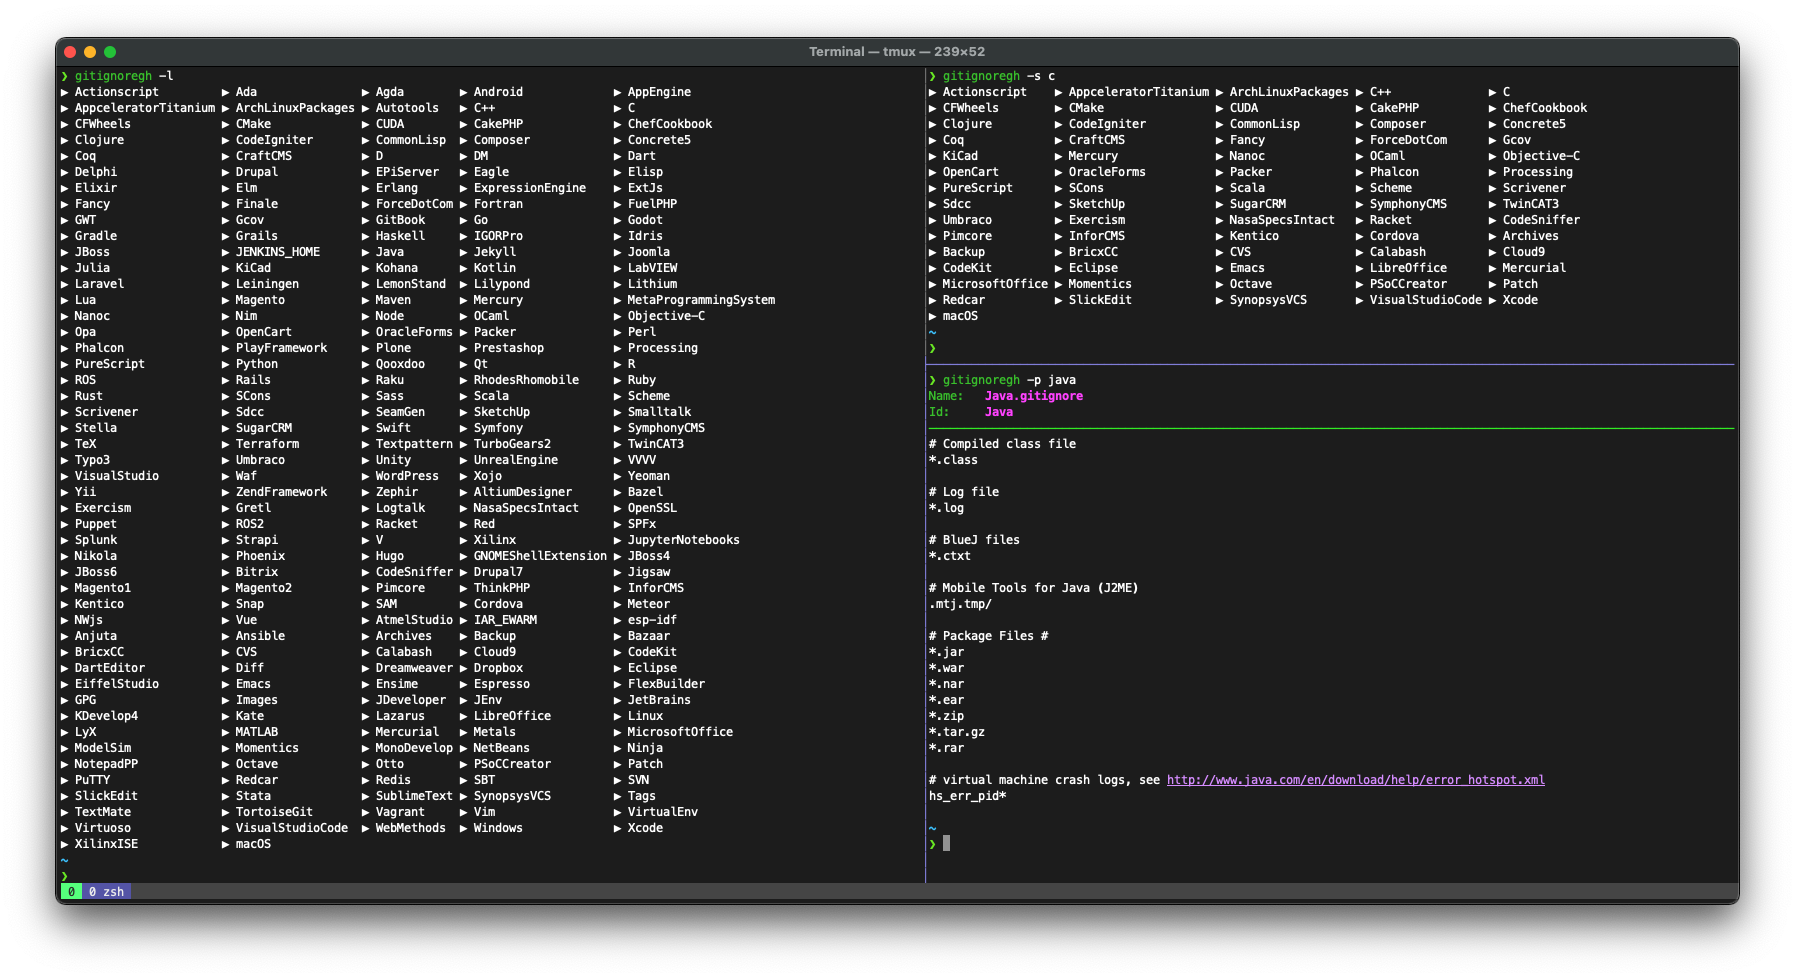 Terminal — tmux — 239×52
❯ gitignoregh -l
▶ Actionscript ▶ Ada ▶ Agda ▶ Android ▶ AppEngine
▶ AppceleratorTitanium ▶ ArchLinuxPackages ▶ Autotools ▶ C++ ▶ C
▶ CFWheels ▶ CMake ▶ CUDA ▶ CakePHP ▶ ChefCookbook
▶ Clojure ▶ CodeIgniter ▶ CommonLisp ▶ Composer ▶ Concrete5
▶ Coq ▶ CraftCMS ▶ D ▶ DM ▶ Dart
▶ Delphi ▶ Drupal ▶ EPiServer ▶ Eagle ▶ Elisp
▶ Elixir ▶ Elm ▶ Erlang ▶ ExpressionEngine ▶ ExtJs
▶ Fancy ▶ Finale ▶ ForceDotCom ▶ Fortran ▶ FuelPHP
▶ GWT ▶ Gcov ▶ GitBook ▶ Go ▶ Godot
▶ Gradle ▶ Grails ▶ Haskell ▶ IGORPro ▶ Idris
▶ JBoss ▶ JENKINS_HOME ▶ Java ▶ Jekyll ▶ Joomla
▶ Julia ▶ KiCad ▶ Kohana ▶ Kotlin ▶ LabVIEW
▶ Laravel ▶ Leiningen ▶ LemonStand ▶ Lilypond ▶ Lithium
▶ Lua ▶ Magento ▶ Maven ▶ Mercury ▶ MetaProgrammingSystem
▶ Nanoc ▶ Nim ▶ Node ▶ OCaml ▶ Objective-C
▶ Opa ▶ OpenCart ▶ OracleForms ▶ Packer ▶ Perl
▶ Phalcon ▶ PlayFramework ▶ Plone ▶ Prestashop ▶ Processing
▶ PureScript ▶ Python ▶ Qooxdoo ▶ Qt ▶ R
▶ ROS ▶ Rails ▶ Raku ▶ RhodesRhomobile ▶ Ruby
▶ Rust ▶ SCons ▶ Sass ▶ Scala ▶ Scheme
▶ Scrivener ▶ Sdcc ▶ SeamGen ▶ SketchUp ▶ Smalltalk
▶ Stella ▶ SugarCRM ▶ Swift ▶ Symfony ▶ SymphonyCMS
▶ TeX ▶ Terraform ▶ Textpattern ▶ TurboGears2 ▶ TwinCAT3
▶ Typo3 ▶ Umbraco ▶ Unity ▶ UnrealEngine ▶ VVVV
▶ VisualStudio ▶ Waf ▶ WordPress ▶ Xojo ▶ Yeoman
▶ Yii ▶ ZendFramework ▶ Zephir ▶ AltiumDesigner ▶ Bazel
▶ Exercism ▶ Gretl ▶ Logtalk ▶ NasaSpecsIntact ▶ OpenSSL
▶ Puppet ▶ ROS2 ▶ Racket ▶ Red ▶ SPFx
▶ Splunk ▶ Strapi ▶ V ▶ Xilinx ▶ JupyterNotebooks
▶ Nikola ▶ Phoenix ▶ Hugo ▶ GNOMEShellExtension ▶ JBoss4
▶ JBoss6 ▶ Bitrix ▶ CodeSniffer ▶ Drupal7 ▶ Jigsaw
▶ Magento1 ▶ Magento2 ▶ Pimcore ▶ ThinkPHP ▶ InforCMS
▶ Kentico ▶ Snap ▶ SAM ▶ Cordova ▶ Meteor
▶ NWjs ▶ Vue ▶ AtmelStudio ▶ IAR_EWARM ▶ esp-idf
▶ Anjuta ▶ Ansible ▶ Archives ▶ Backup ▶ Bazaar
▶ BricxCC ▶ CVS ▶ Calabash ▶ Cloud9 ▶ CodeKit
▶ DartEditor ▶ Diff ▶ Dreamweaver ▶ Dropbox ▶ Eclipse
▶ EiffelStudio ▶ Emacs ▶ Ensime ▶ Espresso ▶ FlexBuilder
▶ GPG ▶ Images ▶ JDeveloper ▶ JEnv ▶ JetBrains
▶ KDevelop4 ▶ Kate ▶ Lazarus ▶ LibreOffice ▶ Linux
▶ LyX ▶ MATLAB ▶ Mercurial ▶ Metals ▶ MicrosoftOffice
▶ ModelSim ▶ Momentics ▶ MonoDevelop ▶ NetBeans ▶ Ninja
▶ NotepadPP ▶ Octave ▶ Otto ▶ PSoCCreator ▶ Patch
▶ PuTTY ▶ Redcar ▶ Redis ▶ SBT ▶ SVN
▶ SlickEdit ▶ Stata ▶ SublimeText ▶ SynopsysVCS ▶ Tags
▶ TextMate ▶ TortoiseGit ▶ Vagrant ▶ Vim ▶ VirtualEnv
▶ Virtuoso ▶ VisualStudioCode ▶ WebMethods ▶ Windows ▶ Xcode
▶ XilinxISE ▶ macOS
~
❯
❯ gitignoregh -s c
▶ Actionscript ▶ AppceleratorTitanium ▶ ArchLinuxPackages ▶ C++ ▶ C
▶ CFWheels ▶ CMake ▶ CUDA ▶ CakePHP ▶ ChefCookbook
▶ Clojure ▶ CodeIgniter ▶ CommonLisp ▶ Composer ▶ Concrete5
▶ Coq ▶ CraftCMS ▶ Fancy ▶ ForceDotCom ▶ Gcov
▶ KiCad ▶ Mercury ▶ Nanoc ▶ OCaml ▶ Objective-C
▶ OpenCart ▶ OracleForms ▶ Packer ▶ Phalcon ▶ Processing
▶ PureScript ▶ SCons ▶ Scala ▶ Scheme ▶ Scrivener
▶ Sdcc ▶ SketchUp ▶ SugarCRM ▶ SymphonyCMS ▶ TwinCAT3
▶ Umbraco ▶ Exercism ▶ NasaSpecsIntact ▶ Racket ▶ CodeSniffer
▶ Pimcore ▶ InforCMS ▶ Kentico ▶ Cordova ▶ Archives
▶ Backup ▶ BricxCC ▶ CVS ▶ Calabash ▶ Cloud9
▶ CodeKit ▶ Eclipse ▶ Emacs ▶ LibreOffice ▶ Mercurial
▶ MicrosoftOffice ▶ Momentics ▶ Octave ▶ PSoCCreator ▶ Patch
▶ Redcar ▶ SlickEdit ▶ SynopsysVCS ▶ VisualStudioCode ▶ Xcode
▶ macOS
~
❯
❯ gitignoregh -p java
Name: Java.gitignore
Id: Java
# Compiled class file
*.class
# Log file
*.log
# BlueJ files
*.ctxt
# Mobile Tools for Java (J2ME)
.mtj.tmp/
# Package Files #
*.jar
*.war
*.nar
*.ear
*.zip
*.tar.gz
*.rar
# virtual machine crash logs, see http://www.java.com/en/download/help/error_hotspot.xml
hs_err_pid*
~
❯
0 0 zsh